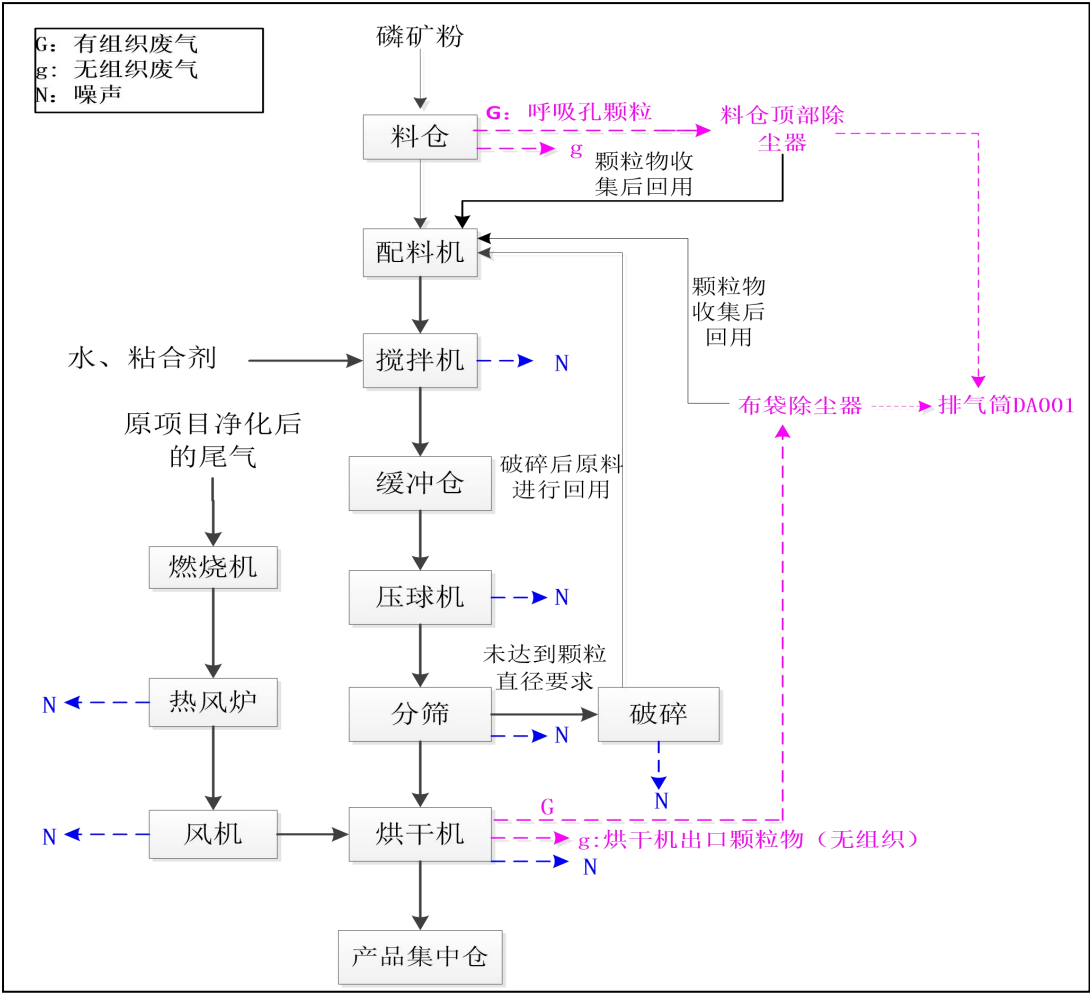 G: 有组织废气
g: 无组织废气
N: 噪声
磷矿粉
料仓
G: 呼吸孔颗粒
g
料仓顶部除
尘器
颗粒物收
集后回用
配料机
颗粒物
收集后
回用
水、粘合剂
搅拌机
N
布袋除尘器
排气筒DA001
原项目净化后
的尾气
缓冲仓
破碎后原料
进行回用
燃烧机
压球机
N
未达到颗粒
直径要求
N
热风炉
分筛
N
破碎
N
N
风机
烘干机
G
g:烘干机出口颗粒物（无组织）
N
产品集中仓